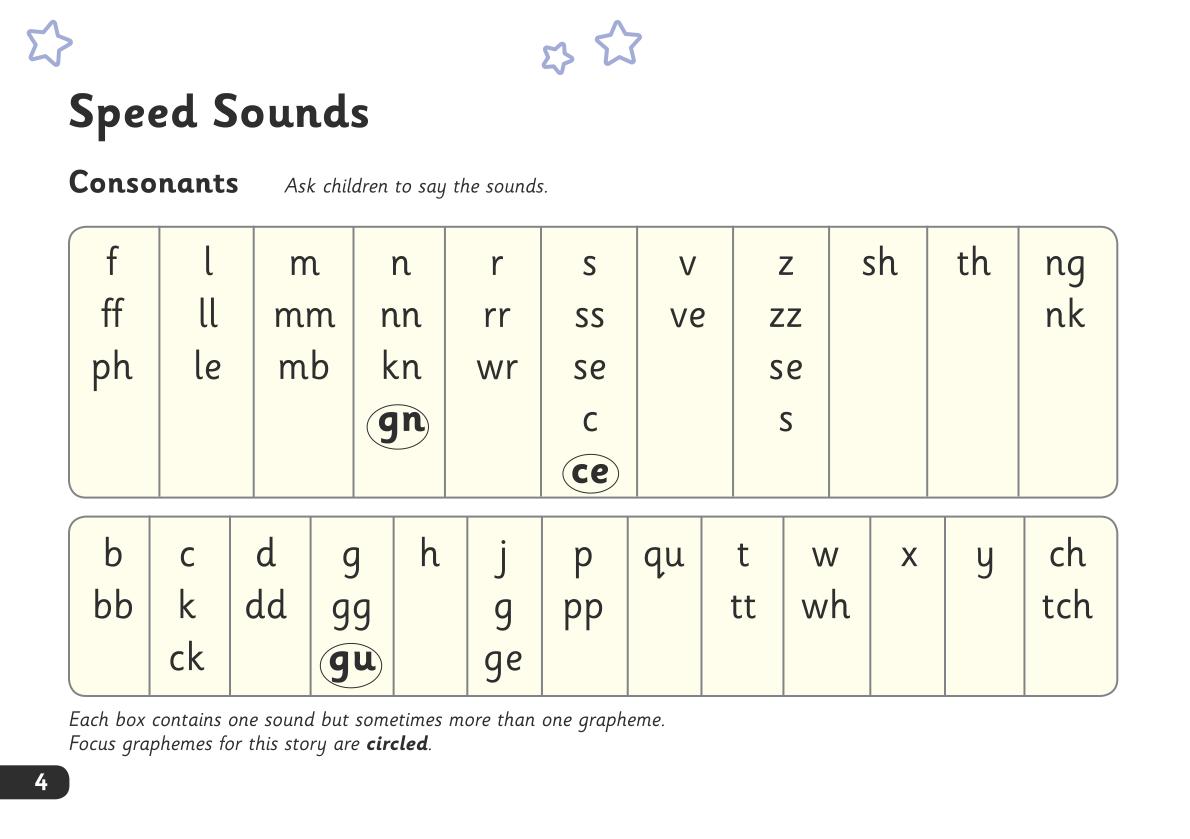 Speed Sounds
Consonants Ask children to say the sounds.
f l m n r s v z sh th ng
ff ll mm nn rr ss ve zz nk
ph le mb kn wr se se
gn c s
ce
b c d g h j p qu t w x y ch
bb k dd gg g pp tt wh tch
ck gu ge
Each box contains one sound but sometimes more than one grapheme.
Focus graphemes for this story are circled.
4